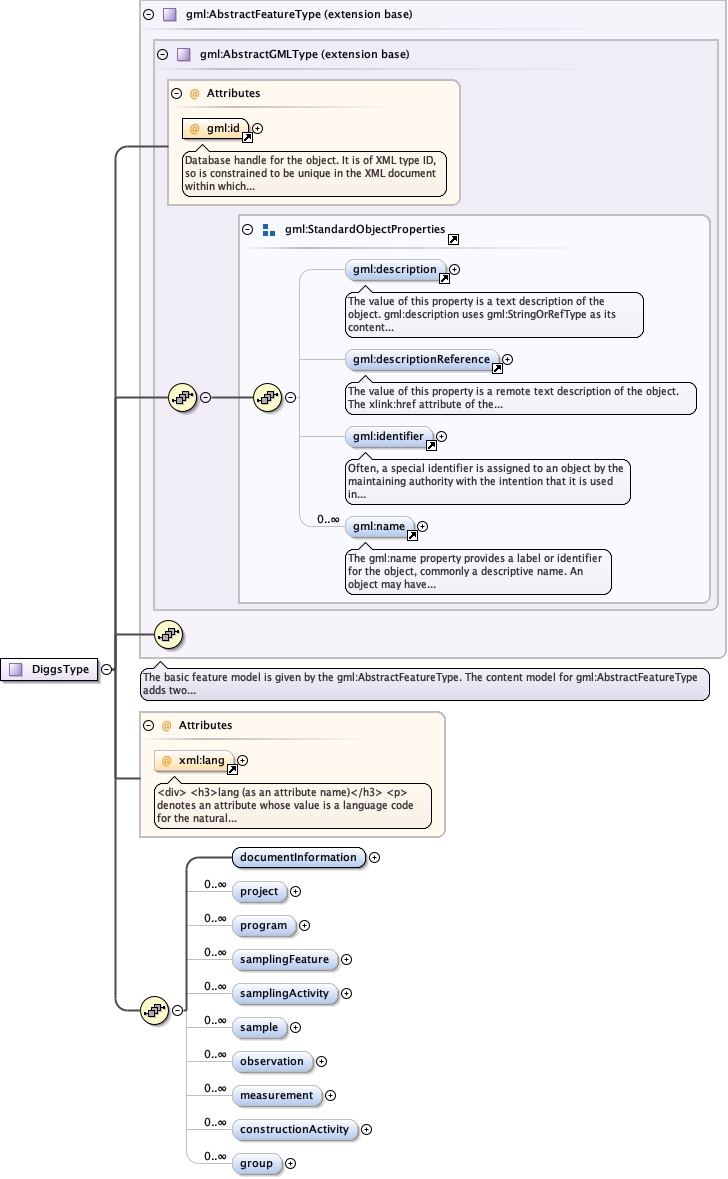 gml:AbstractFeatureType (extension base)
gml:AbstractGMLType (extension base)
@ Attributes
@ gml:id
Database handle for the object. It is of XML type ID,
so is constrained to be unique in the XML document
within which...
gml:StandardObjectProperties
gml:description
The value of this property is a text description of the
object. gml:description uses gml:StringOrRefType as its
content...
gml:descriptionReference
The value of this property is a remote text description of the object.
The xlink:href attribute of the...
gml:identifier
Often, a special identifier is assigned to an object by the
maintaining authority with the intention that it is used
in...
0..∞ gml:name
The gml:name property provides a label or identifier
for the object, commonly a descriptive name. An
object may have...
DiggsType
The basic feature model is given by the gml:AbstractFeatureType. The content model for gml:AbstractFeatureType
adds two...
@ Attributes
@ xml:lang
<div> <h3>lang (as an attribute name)</h3> <p>
denotes an attribute whose value is a language code
for the natural...
documentInformation
0..∞ project
0..∞ program
0..∞ samplingFeature
0..∞ samplingActivity
0..∞ sample
0..∞ observation
0..∞ measurement
0..∞ constructionActivity
0..∞ group